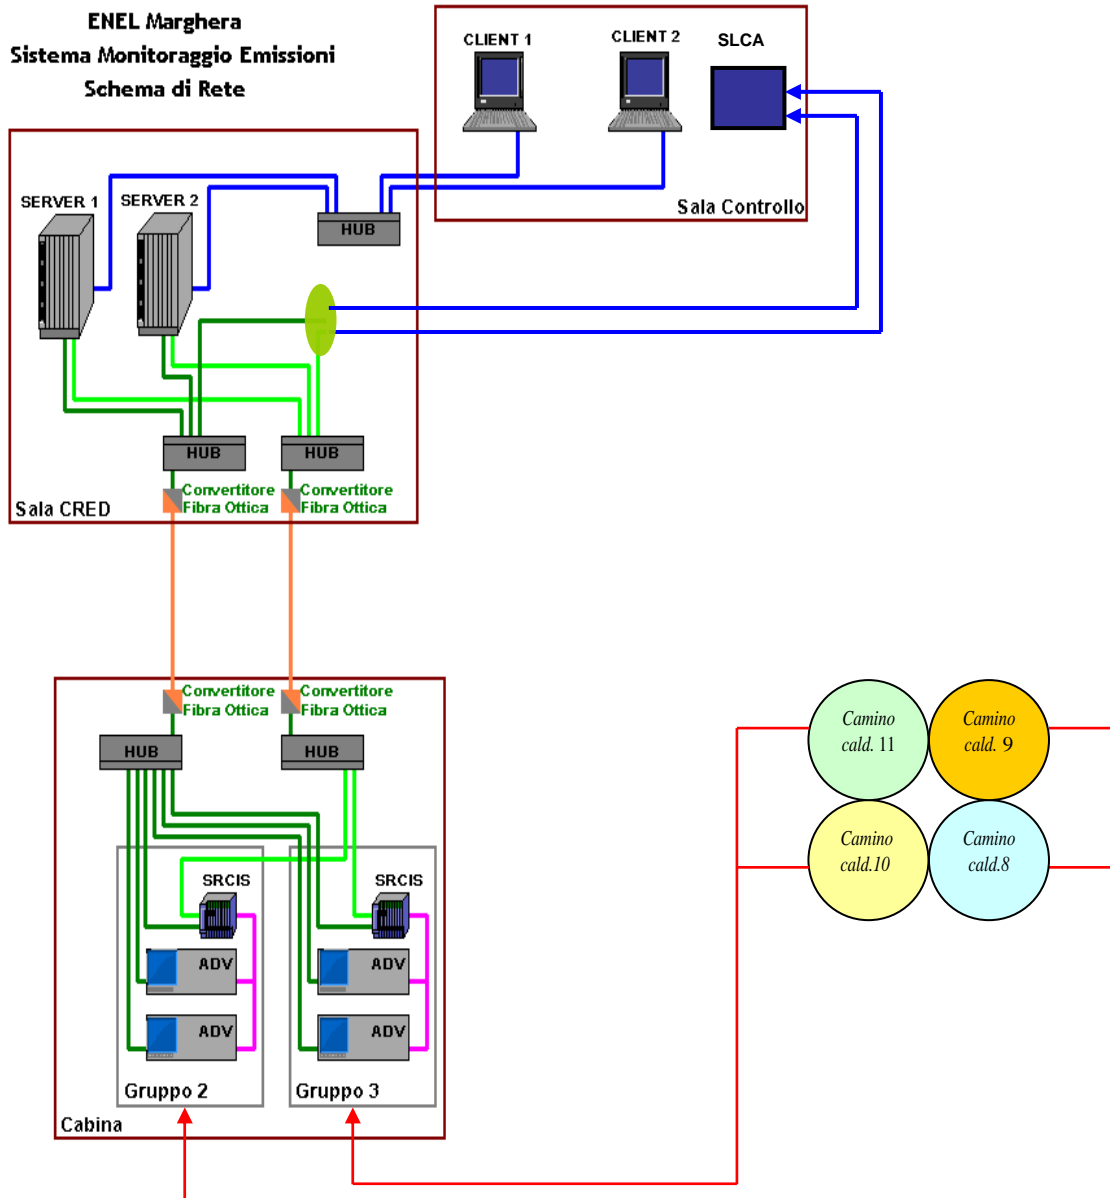 ENEL Marghera
Sistema Monitoraggio Emissioni
Schema di Rete
CLIENT 1
CLIENT 2
SLCA
Sala Controllo
SERVER 1
SERVER 2
HUB
HUB
HUB
Convertitore
Fibra Ottica
Convertitore
Fibra Ottica
Sala CRED
Convertitore
Fibra Ottica
Convertitore
Fibra Ottica
HUB
HUB
Camino
cald. 11
Camino
cald. 9
Camino
cald.10
Camino
cald.8
SRCIS
SRCIS
ADV
ADV
ADV
ADV
Gruppo 2
Gruppo 3
Cabina